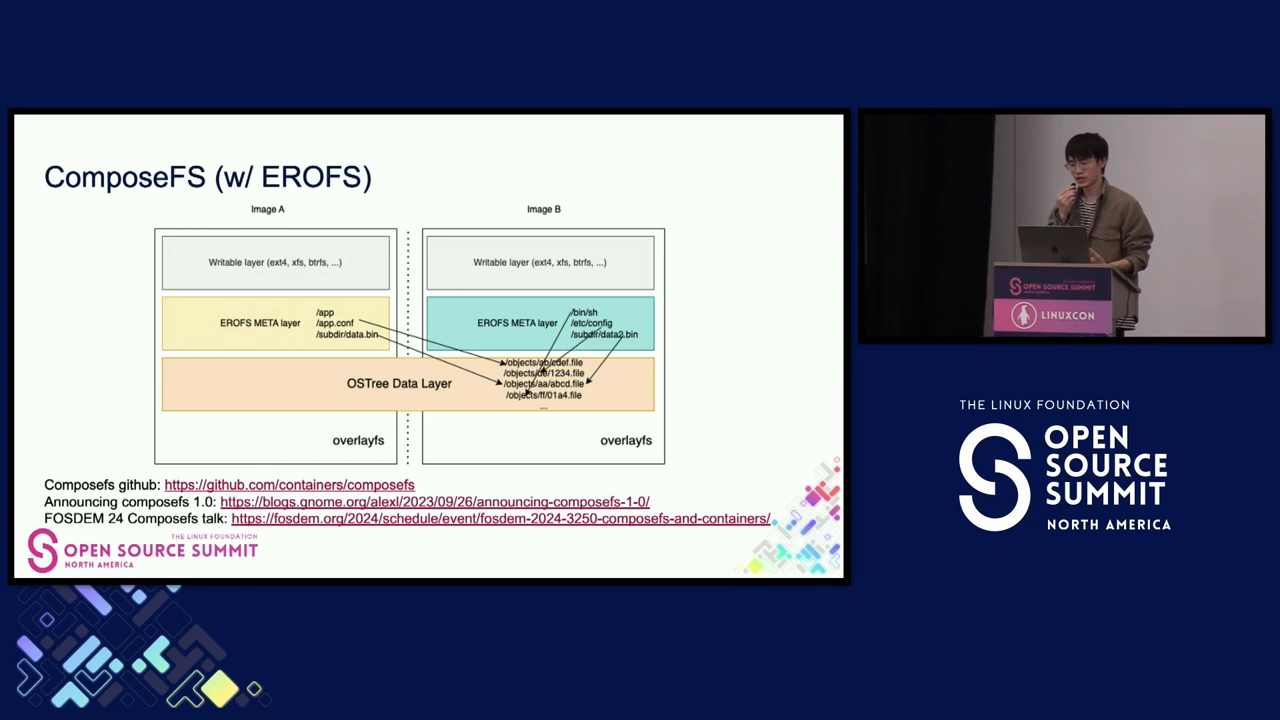 ComposeFS (w/ EROFS)
Image A
Image B
Writable layer (ext4, xfs, btrfs, ...)
Writable layer (ext4, xfs, btrfs, ...)
EROFS META layer
/app
/app.conf
/subdir/data.bin
EROFS META layer
/bin/sh
/etc/config
/subdir/data2.bin
OSTree Data Layer
/objects/ab/cdef.file
/objects/de/1234.file
/objects/aa/abcd.file
/objects/ff/01a4.file
...
overlayfs
overlayfs
Composefs github: https://github.com/containers/composefs
Announcing composefs 1.0: https://blogs.gnome.org/alexl/2023/09/26/announcing-composefs-1-0/
FOSDEM 24 Composefs talk: https://fosdem.org/2024/schedule/event/fosdem-2024-3250-composefs-and-containers/
THE LINUX FOUNDATION
OPEN SOURCE SUMMIT
NORTH AMERICA
OPEN SOURCE SUMMIT
LINUXCON
THE LINUX FOUNDATION
OPEN
SOURCE
SUMMIT
NORTH AMERICA